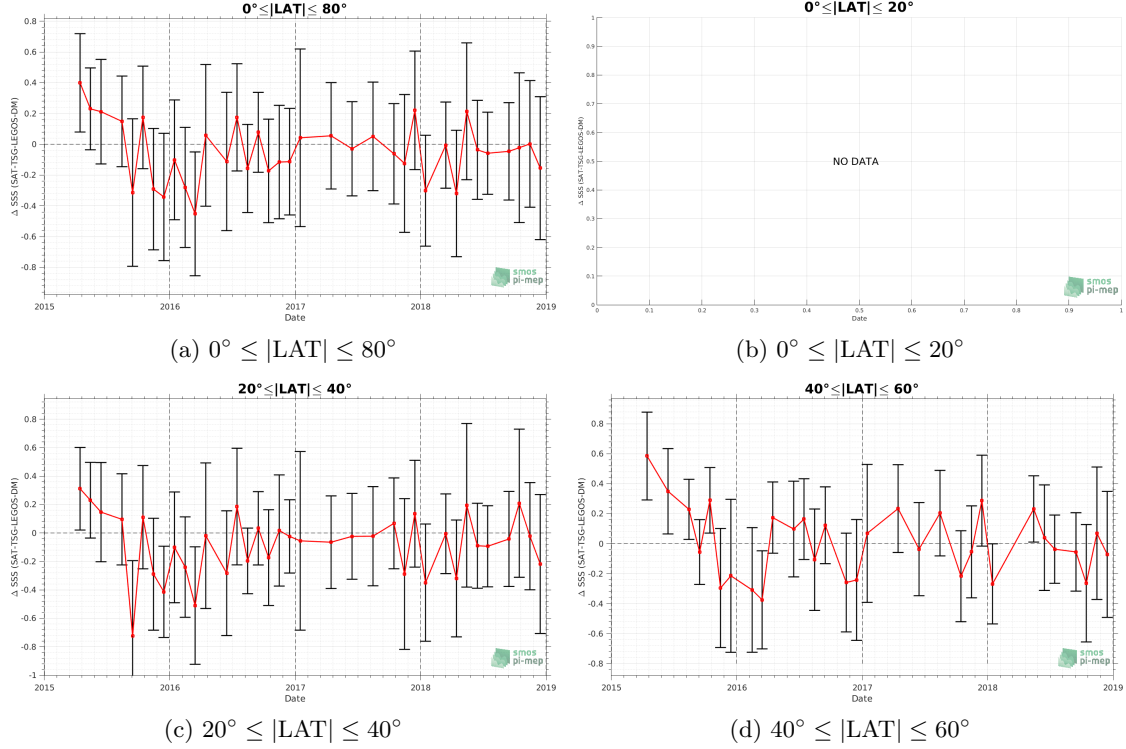 0°≤|LAT|≤ 80°
0.8
0.6
0.4
0.2
0
-0.2
-0.4
-0.6
-0.8
Δ SSS (SAT-TSG-LEGOS-DM)
2015
2016
2017
2018
2019
Date
smos
pi-mep
(a) 0° ≤ |LAT| ≤ 80°
0°≤|LAT|≤ 20°
1
0.9
0.8
0.7
0.6
0.5
0.4
0.3
0.2
0.1
0
Δ SSS (SAT-TSG-LEGOS-DM)
NO DATA
0
0.1
0.2
0.3
0.4
0.5
0.6
0.7
0.8
0.9
1
Date
smos
pi-mep
(b) 0° ≤ |LAT| ≤ 20°
20°≤|LAT|≤ 40°
0.8
0.6
0.4
0.2
0
-0.2
-0.4
-0.6
-0.8
-1
Δ SSS (SAT-TSG-LEGOS-DM)
2015
2016
2017
2018
2019
Date
smos
pi-mep
(c) 20° ≤ |LAT| ≤ 40°
40°≤|LAT|≤ 60°
0.8
0.6
0.4
0.2
0
-0.2
-0.4
-0.6
-0.8
Δ SSS (SAT-TSG-LEGOS-DM)
2015
2016
2017
2018
2019
Date
smos
pi-mep
(d) 40° ≤ |LAT| ≤ 60°